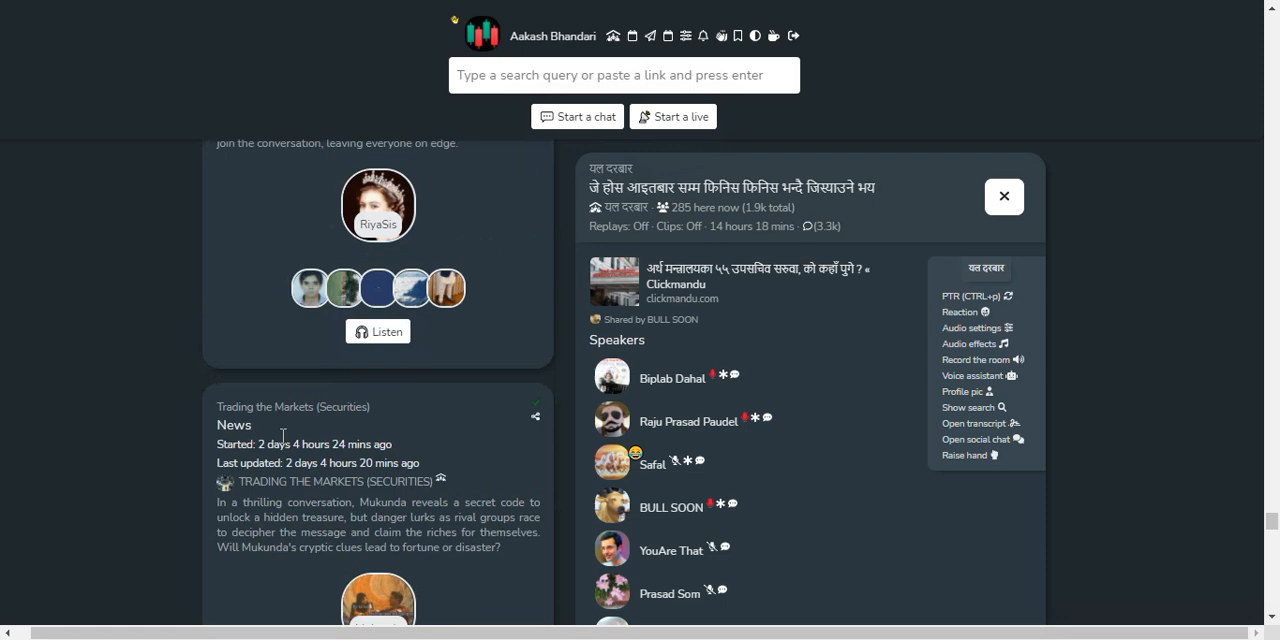 Aakash Bhandari
Type a search query or paste a link and press enter
Start a chat
Start a live
join the conversation, leaving everyone on edge.
RiyaSis
Listen
Trading the Markets (Securities)
News
Started: 2 days 4 hours 24 mins ago
Last updated: 2 days 4 hours 20 mins ago
TRADING THE MARKETS (SECURITIES)
In a thrilling conversation, Mukunda reveals a secret code to
unlock a hidden treasure, but danger lurks as rival groups race
to decipher the message and claim the riches for themselves.
Will Mukunda's cryptic clues lead to fortune or disaster?
यल दरबार
जे होस आइतबार सम्म फिनिस फिनिस भन्दै जिस्याउने भय
यल दरबार · 285 here now (1.9k total)
Replays: Off · Clips: Off · 14 hours 18 mins · (3.3k)
अर्थ मन्त्रालयका ५५ उपसचिव सरुवा, को कहाँ पुगे ? «
Clickmandu
clickmandu.com
Shared by BULL SOON
Speakers
Biplab Dahal
Raju Prasad Paudel
Safal
BULL SOON
YouAre That
Prasad Som
यल दरबार
PTR (CTRL+p)
Reaction
Audio settings
Audio effects
Record the room
Voice assistant
Profile pic
Show search
Open transcript
Open social chat
Raise hand